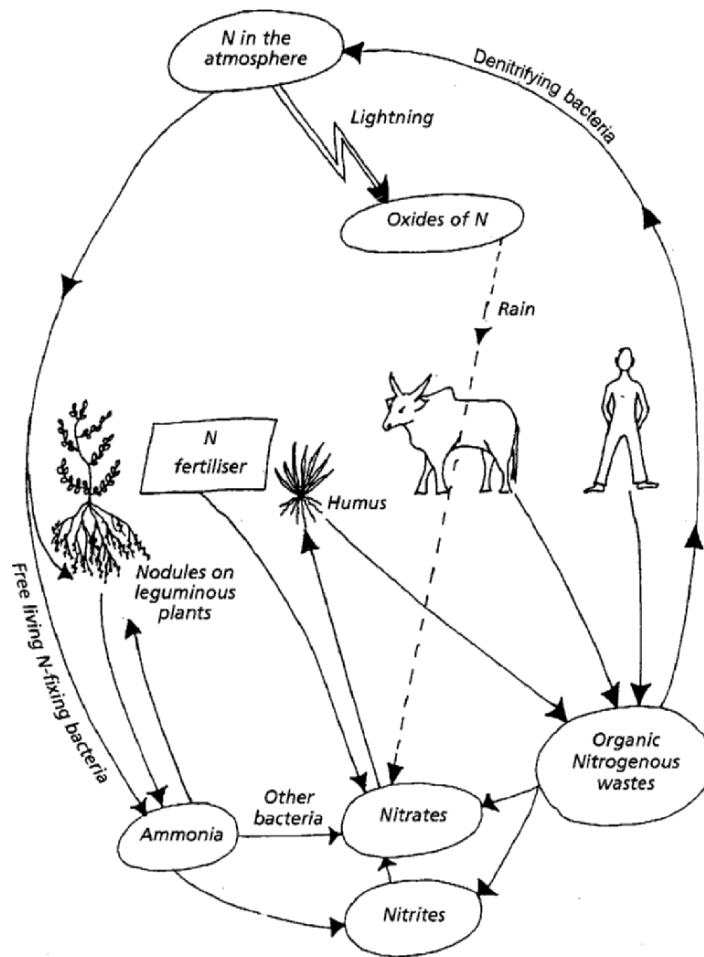 N in the
atmosphere
Denitrifying bacteria
Lightning
Oxides of N
Rain
N
fertiliser
Humus
Nodules on
leguminous
plants
Free living N-fixing bacteria
Organic
Nitrogenous
wastes
Other
bacteria
Ammonia
Nitrates
Nitrites